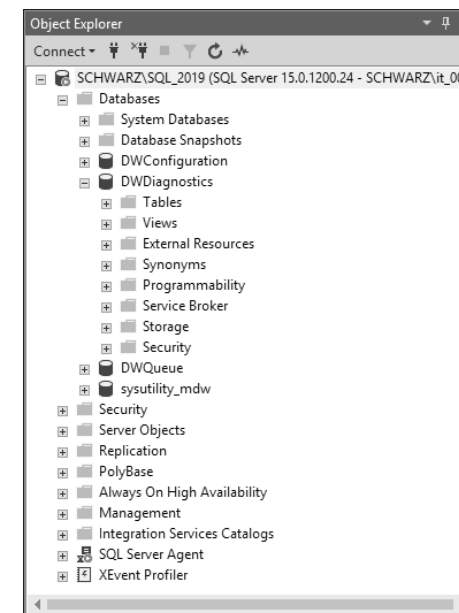 Object Explorer
Connect
SCHWARZ\SQL_2019 (SQL Server 15.0.1200.24 - SCHWARZ\it_00
Databases
System Databases
Database Snapshots
DWConfiguration
DWDiagnostics
Tables
Views
External Resources
Synonyms
Programmability
Service Broker
Storage
Security
DWQueue
sysutility_mdw
Security
Server Objects
Replication
PolyBase
Always On High Availability
Management
Integration Services Catalogs
SQL Server Agent
XEvent Profiler